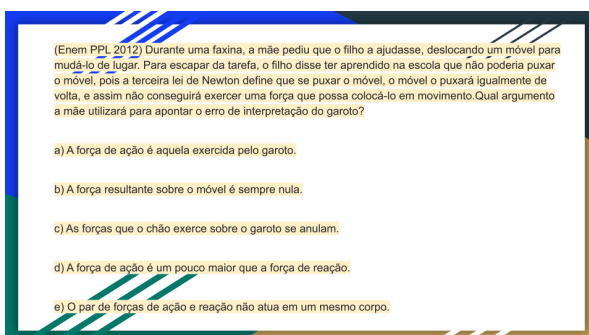 (Enem PPL 2012) Durante uma faxina, a mãe pediu que o filho a ajudasse, deslocando um móvel para
mudá-lo de lugar. Para escapar da tarefa, o filho disse ter aprendido na escola que não poderia puxar
o móvel, pois a terceira lei de Newton define que se puxar o móvel, o móvel o puxará igualmente de
volta, e assim não conseguirá exercer uma força que possa colocá-lo em movimento.Qual argumento
a mãe utilizará para apontar o erro de interpretação do garoto?
a) A força de ação é aquela exercida pelo garoto.
b) A força resultante sobre o móvel é sempre nula.
c) As forças que o chão exerce sobre o garoto se anulam.
d) A força de ação é um pouco maior que a força de reação.
e) O par de forças de ação e reação não atua em um mesmo corpo.